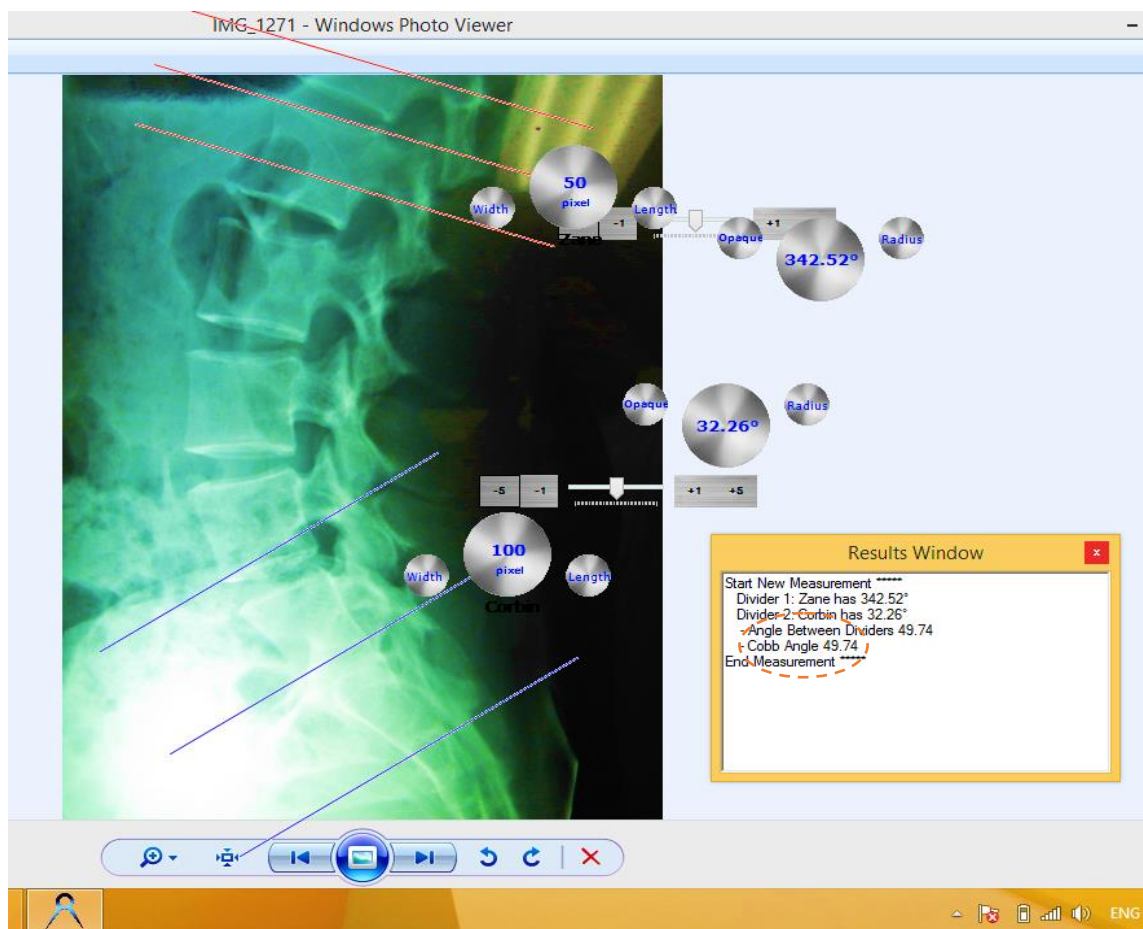 IMG_1271 - Windows Photo Viewer
50
pixel
Width
Length
-1
+1
Zane
Opaque
Radius
342.52°
Opaque
Radius
32.26°
-5 -1 +1 +5
100
pixel
Width
Length
Corbin
Results Window
x
Start New Measurement *****
Divider 1: Zane has 342.52°
Divider 2: Corbin has 32.26°
- Angle Between Dividers 49.74
- Cobb Angle 49.74
End Measurement *****
ENG